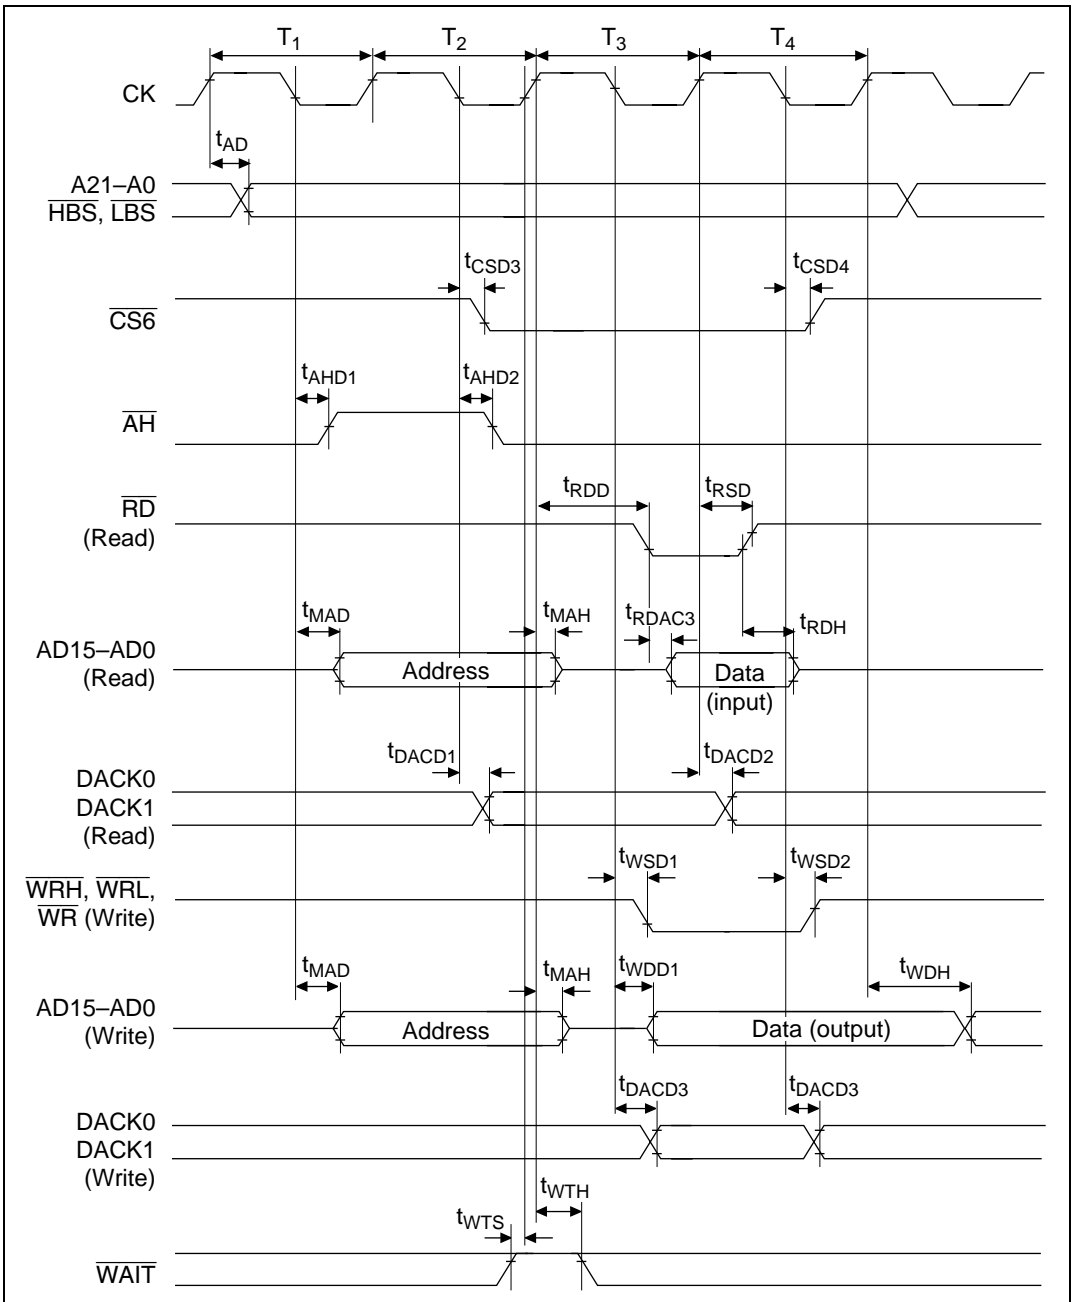 T1 T2 T3 T4
CK
tAD
A21–A0
HBS, LBS
tCSD3 tCSD4
CS6
tAHD1 tAHD2
AH
tRDD tRSD
RD
(Read)
tMAD tMAH tRDAC3 tRDH
AD15–AD0
(Read)
Address Data
(input)
tDACD1 tDACD2
DACK0
DACK1
(Read)
tWSD1 tWSD2
WRH, WRL,
WR (Write)
tMAD tMAH tWDD1 tWDH
AD15–AD0
(Write)
Address Data (output)
tDACD3 tDACD3
DACK0
DACK1
(Write)
tWTH
tWTS
WAIT